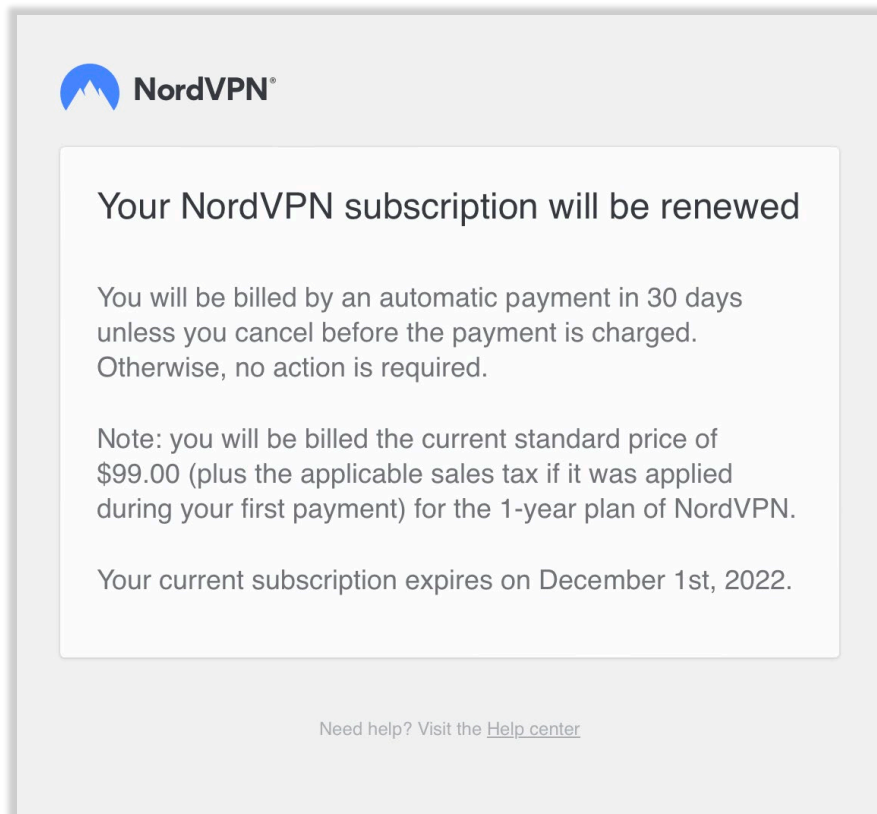 NordVPN®
Your NordVPN subscription will be renewed
You will be billed by an automatic payment in 30 days
unless you cancel before the payment is charged.
Otherwise, no action is required.
Note: you will be billed the current standard price of
$99.00 (plus the applicable sales tax if it was applied
during your first payment) for the 1-year plan of NordVPN.
Your current subscription expires on December 1st, 2022.
Need help? Visit the Help center